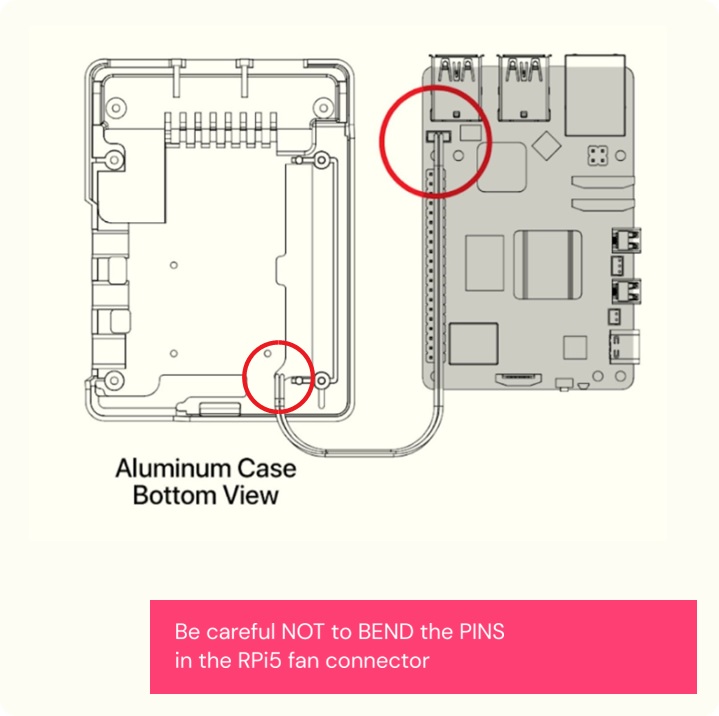 Aluminum Case
Bottom View
Be careful NOT to BEND the PINS
in the RPi5 fan connector